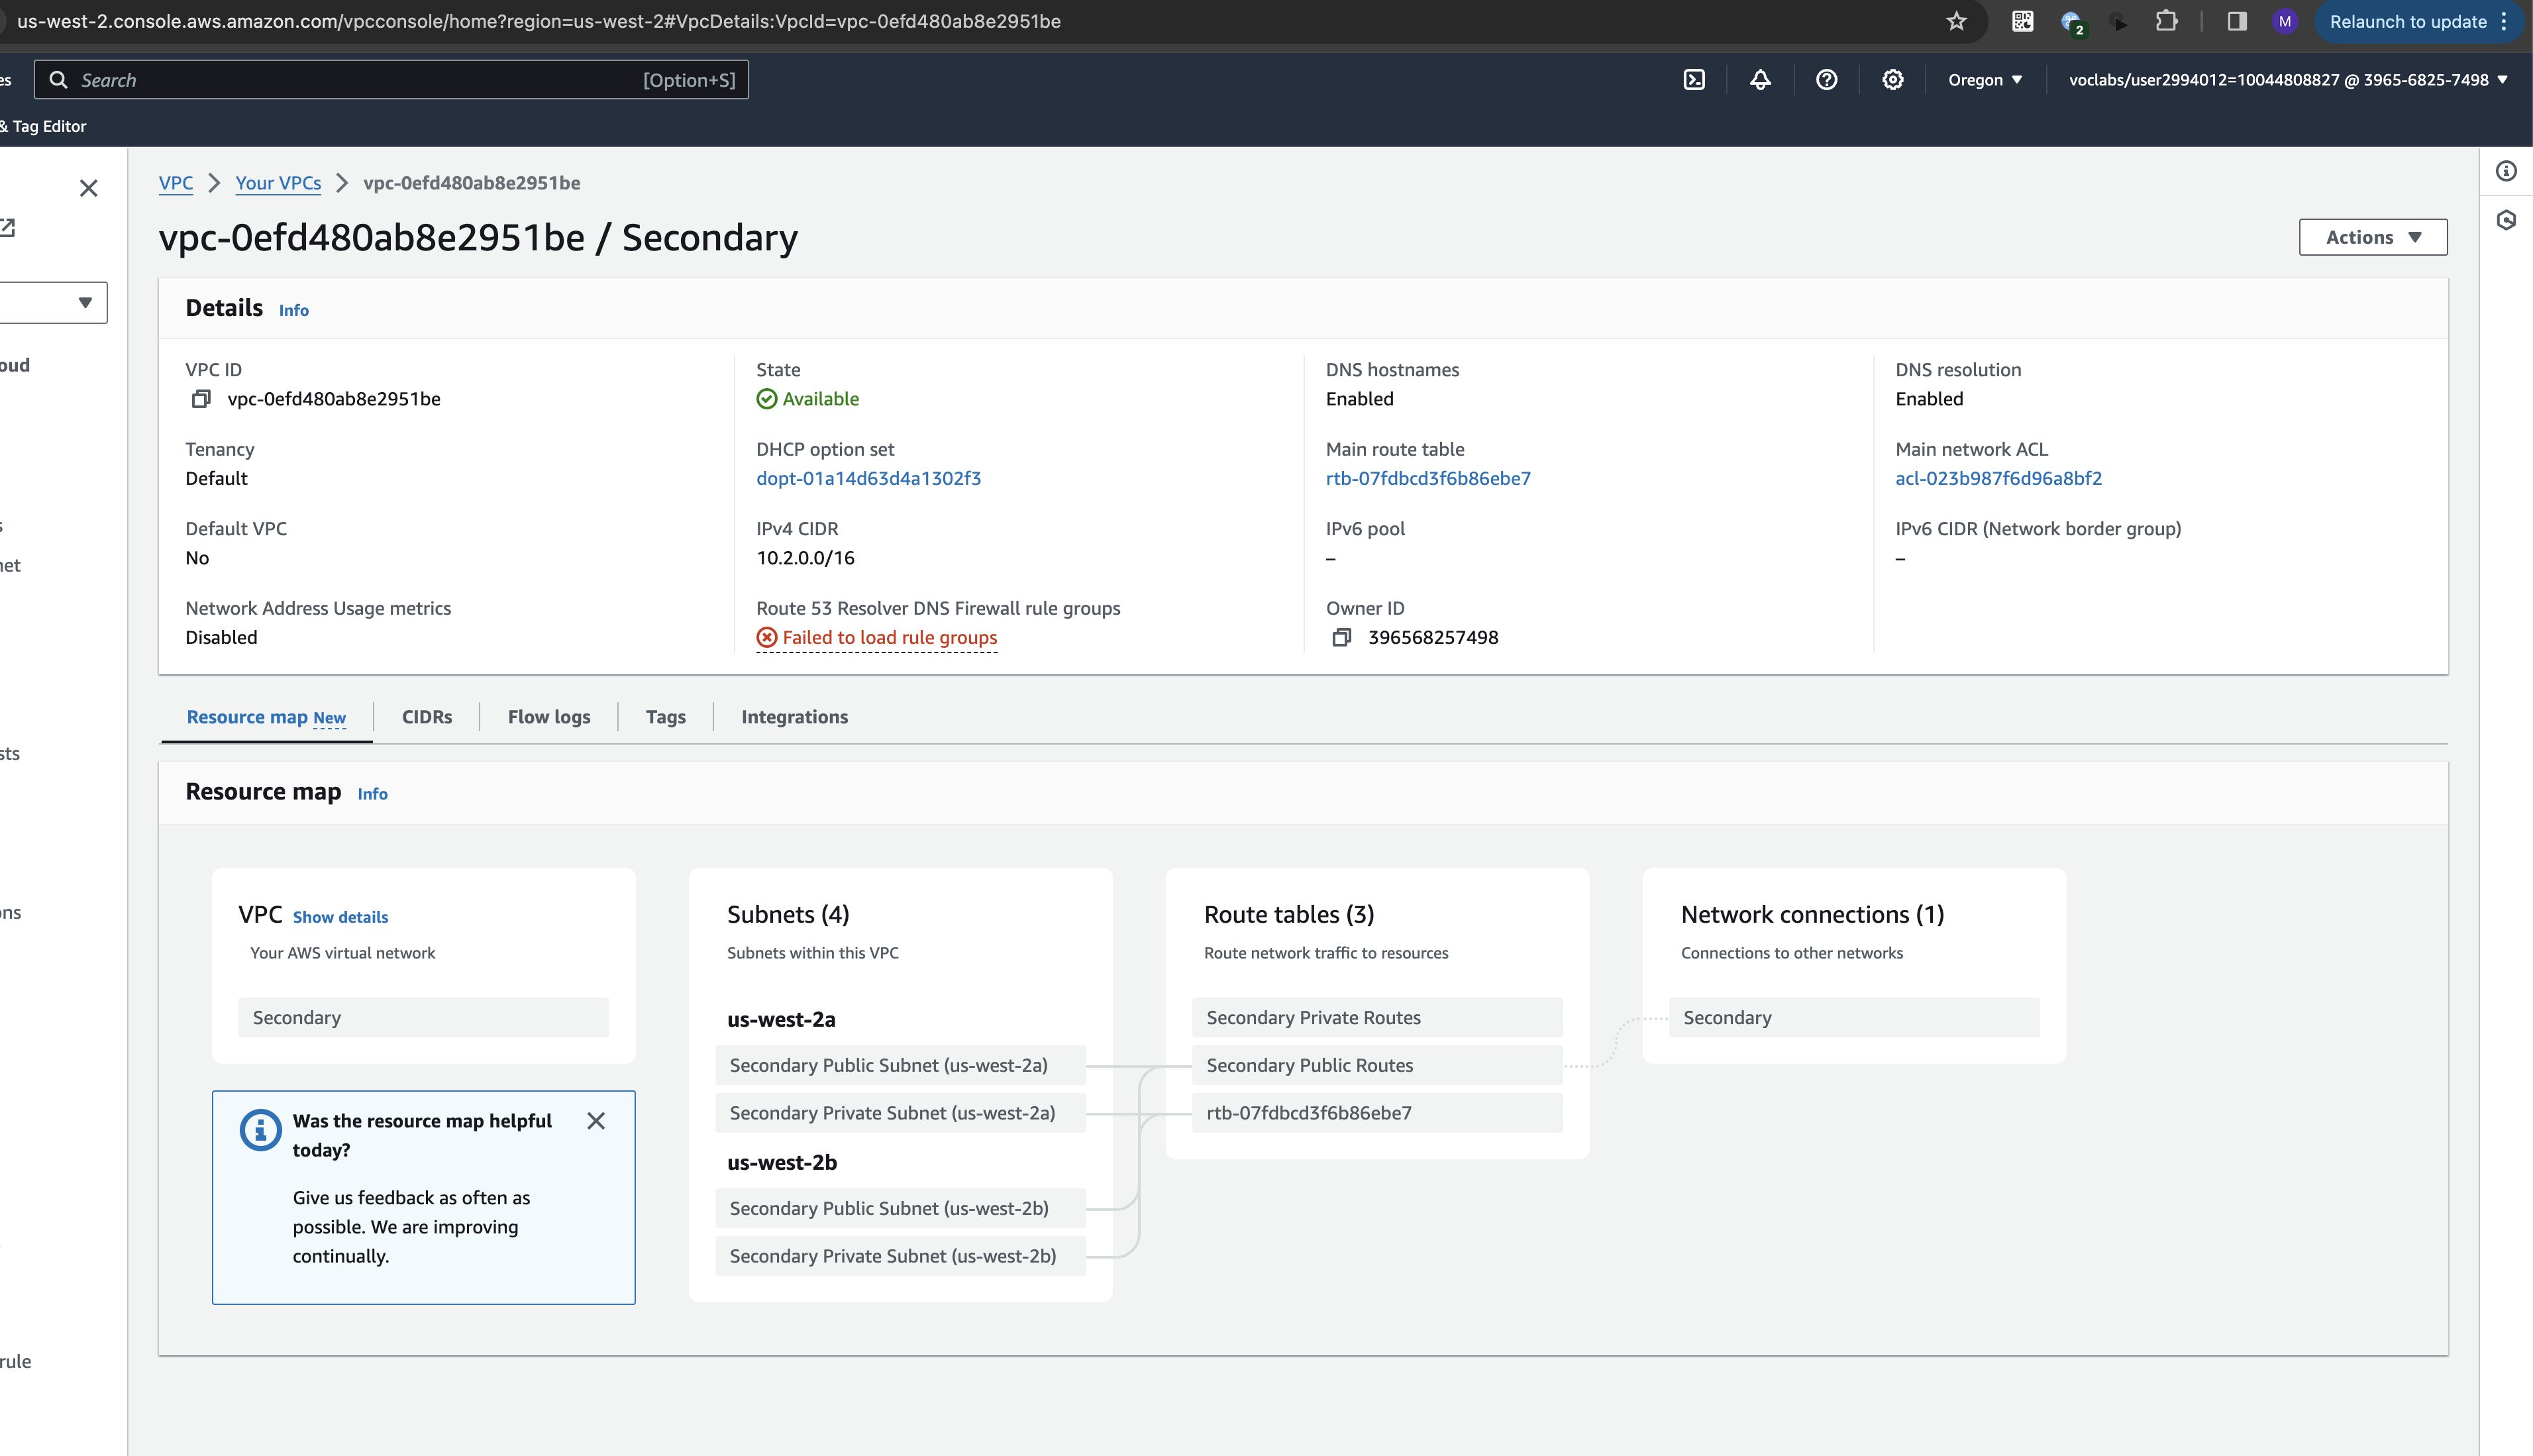 us-west-2.console.aws.amazon.com/vpcconsole/home?region=us-west-2#VpcDetails:VpcId=vpc-0efd480ab8e2951be
2
M
Relaunch to update
es
Search
[Option+S]
Oregon
voclabs/user2994012=10044808827 @ 3965-6825-7498
& Tag Editor
VPC
Your VPCs
vpc-0efd480ab8e2951be
vpc-0efd480ab8e2951be / Secondary
Actions
oud
s
net
sts
ons
rule
Details Info
VPC ID
vpc-0efd480ab8e2951be
State
Available
DNS hostnames
Enabled
DNS resolution
Enabled
Tenancy
Default
DHCP option set
dopt-01a14d63d4a1302f3
Main route table
rtb-07fdbcd3f6b86ebe7
Main network ACL
acl-023b987f6d96a8bf2
Default VPC
No
IPv4 CIDR
10.2.0.0/16
IPv6 pool
–
IPv6 CIDR (Network border group)
–
Network Address Usage metrics
Disabled
Route 53 Resolver DNS Firewall rule groups
Failed to load rule groups
Owner ID
396568257498
Resource map New
CIDRs
Flow logs
Tags
Integrations
Resource map Info
VPC Show details
Your AWS virtual network
Secondary
Was the resource map helpful
today?
Give us feedback as often as
possible. We are improving
continually.
Subnets (4)
Subnets within this VPC
us-west-2a
Secondary Public Subnet (us-west-2a)
Secondary Private Subnet (us-west-2a)
us-west-2b
Secondary Public Subnet (us-west-2b)
Secondary Private Subnet (us-west-2b)
Route tables (3)
Route network traffic to resources
Secondary Private Routes
Secondary Public Routes
rtb-07fdbcd3f6b86ebe7
Network connections (1)
Connections to other networks
Secondary